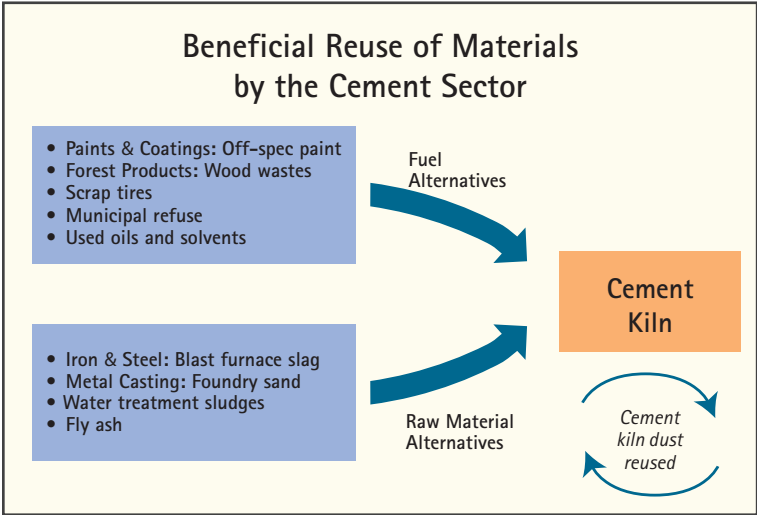 Beneficial Reuse of Materials
by the Cement Sector
• Paints & Coatings: Off-spec paint
• Forest Products: Wood wastes
• Scrap tires
• Municipal refuse
• Used oils and solvents
Fuel
Alternatives
Cement
Kiln
• Iron & Steel: Blast furnace slag
• Metal Casting: Foundry sand
• Water treatment sludges
• Fly ash
Raw Material
Alternatives
Cement
kiln dust
reused